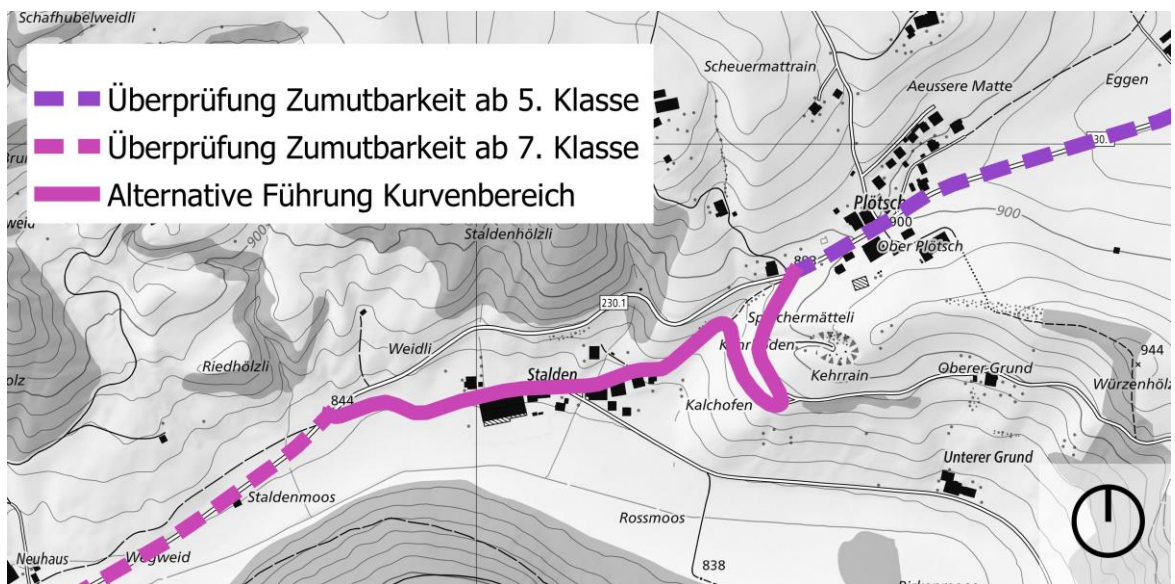 Schafhubelweidli
Überprüfung Zumutbarkeit ab 5. Klasse
Überprüfung Zumutbarkeit ab 7. Klasse
Alternative Führung Kurvenbereich
Scheuermattrain
Eggen
Aeussere Matte
Plötsch
900
900
Ober Plötsch
900
Staldenhölzli
230.1
Weidli
Riedhölzli
Stalden
Kehrrain
Oberer Grund
944
Kalchofen
844
Unterer Grund
Staldenmoos
Rossmoos
Neuhaus
Wegweid
838